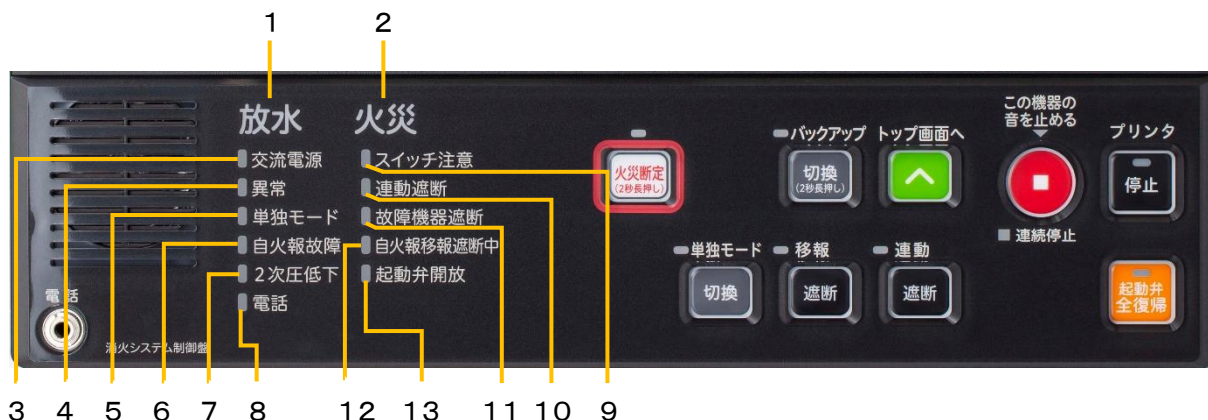 1 2
放水 火災
交流電源
異常
単独モード
自火報故障
2次圧低下
電話
スイッチ注意
連動遮断
故障機器遮断
自火報移報遮断中
起動弁開放
電話
消火システム制御盤
火災断定
(2秒長押し)
バックアップ
切換
(2秒長押し)
トップ画面へ
この機器の
音を止める
連続停止
プリンタ
停止
単独モード
切換
移報
遮断
連動
遮断
起動弁
全復帰
3 4 5 6 7 8 12 13 11 10 9